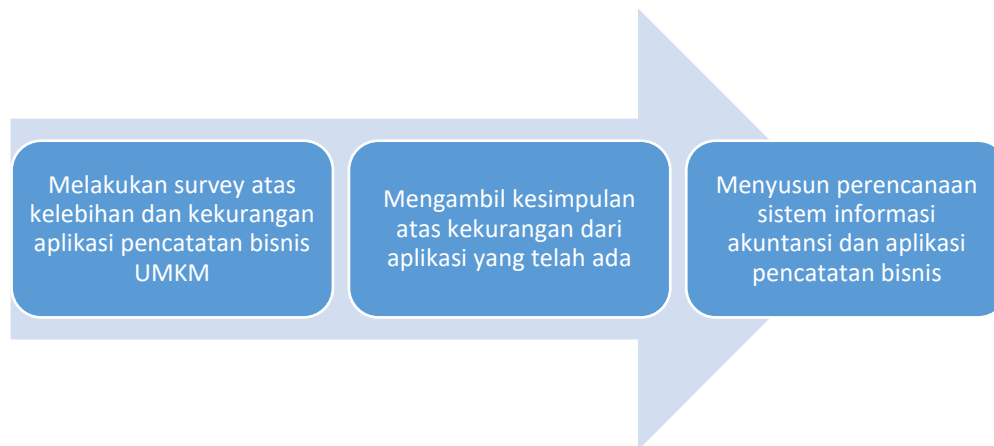 Melakukan survey atas
kelebihan dan kekurangan
aplikasi pencatatan bisnis
UMKM
Mengambil kesimpulan
atas kekurangan dari
aplikasi yang telah ada
Menyusun perencanaan
sistem informasi
akuntansi dan aplikasi
pencatatan bisnis